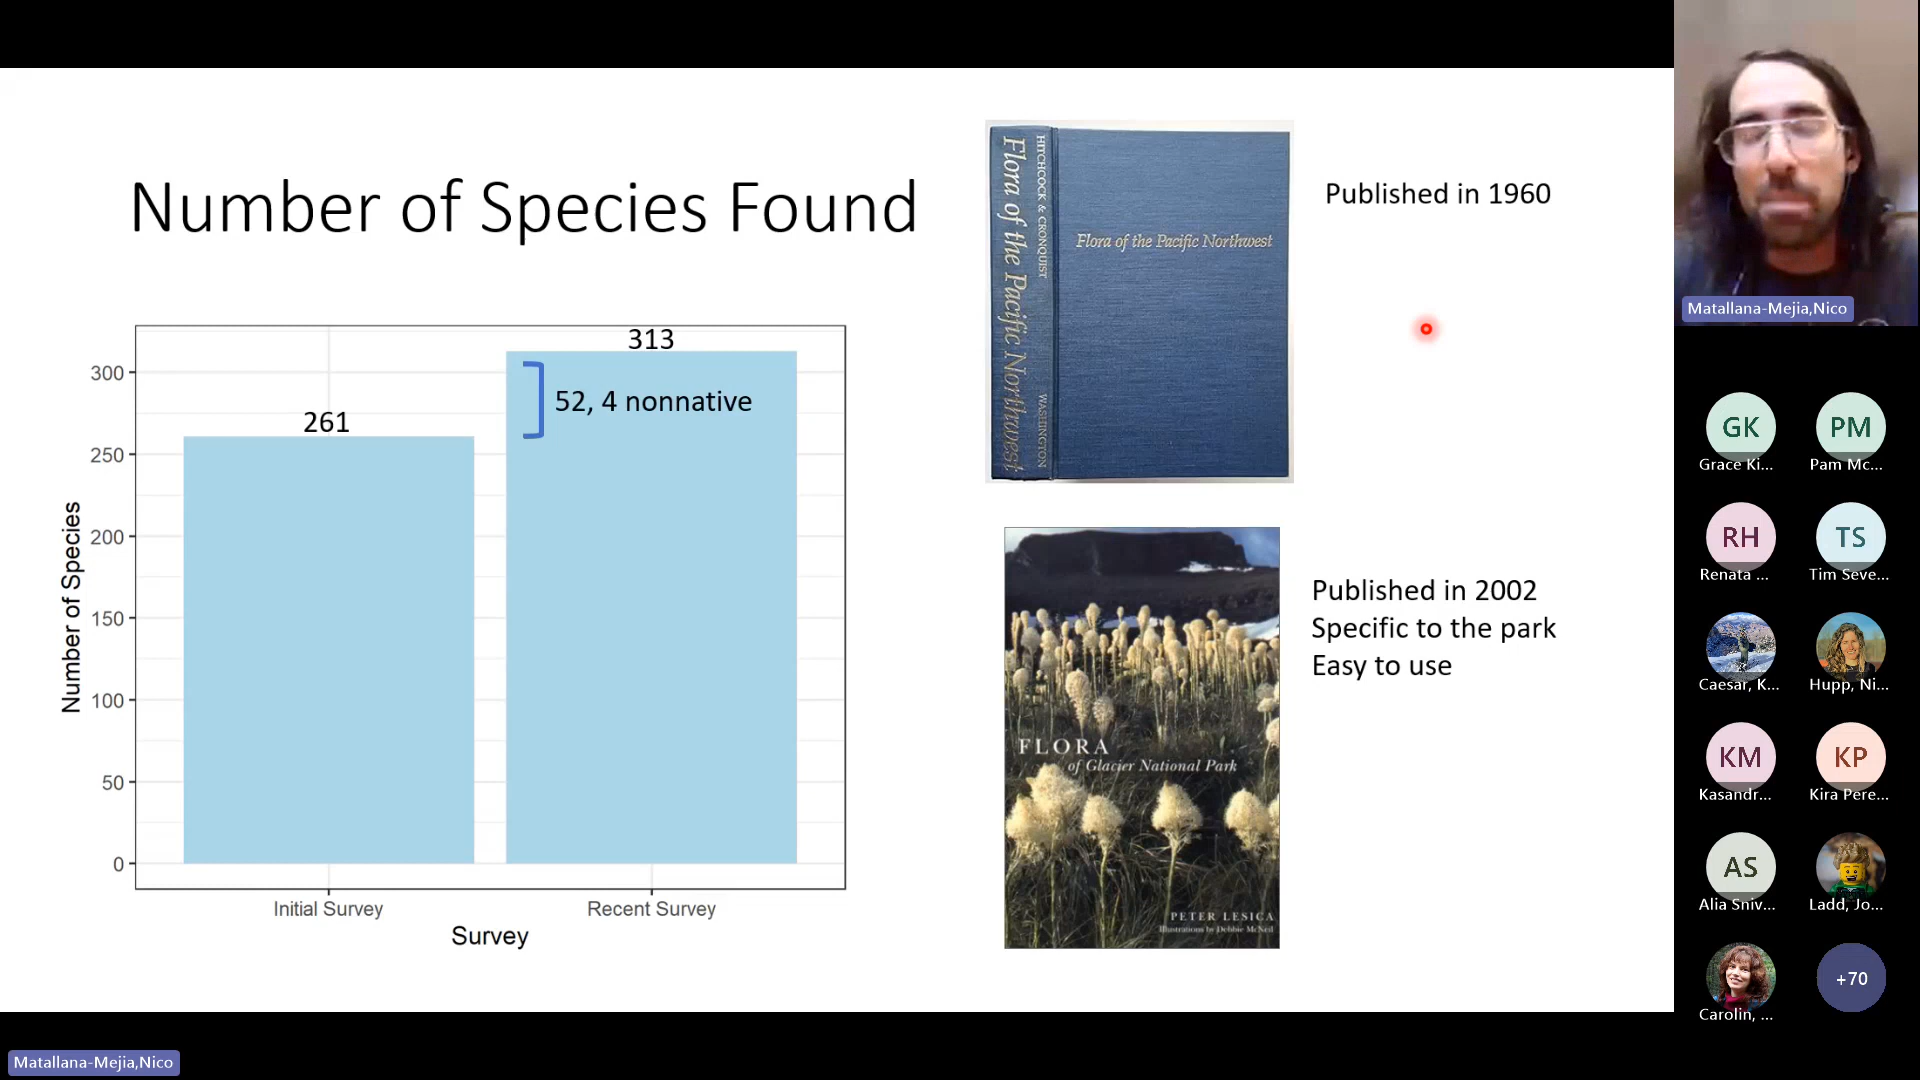 Number of Species Found
313
52, 4 nonnative
261
300
250
200
150
100
50
0
Number of Species
Initial Survey
Recent Survey
Survey
HITCHCOCK & CRONQUIST
Flora of the Pacific Northwest
WASHINGTON
Flora of the Pacific Northwest
Published in 1960
FLORA
of Glacier National Park
PETER LESICA
Illustrations by Debbie McNeil
Published in 2002
Specific to the park
Easy to use
Matallana-Mejia,Nico
GK
PM
Grace Ki...
Pam Mc...
RH
TS
Renata ...
Tim Seve...
Caesar, K...
Hupp, Ni...
KM
KP
Kasandr...
Kira Pere...
AS
Alia Sniv...
Ladd, Jo...
+70
Carolin, ...
Matallana-Mejia,Nico